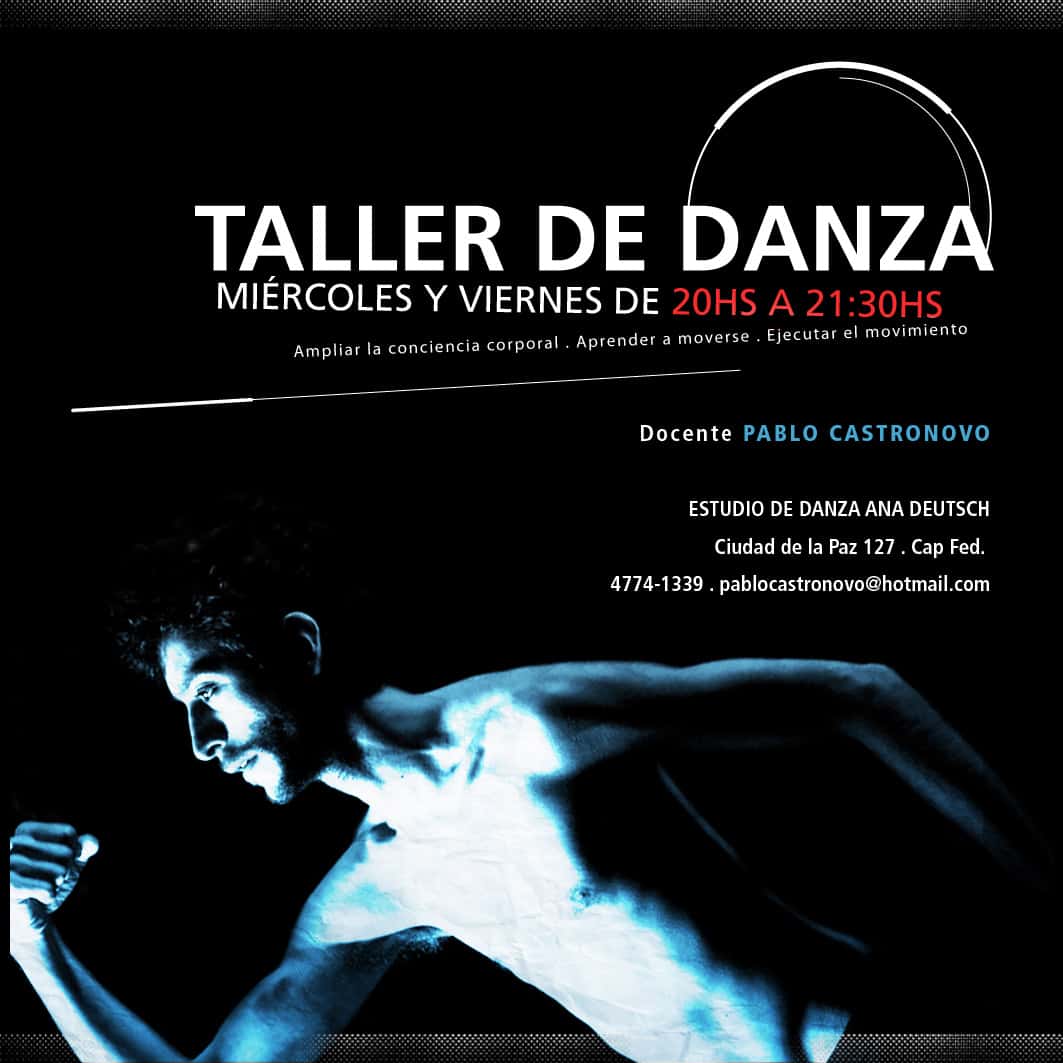 TALLER DE DANZA
MIÉRCOLES Y VIERNES DE 20HS A 21:30HS
Ampliar la conciencia corporal . Aprender a moverse . Ejecutar el movimiento
Docente PABLO CASTRONOVO
ESTUDIO DE DANZA ANA DEUTSCH
Ciudad de la Paz 127 . Cap Fed.
4774-1339 . pablocastronovo@hotmail.com